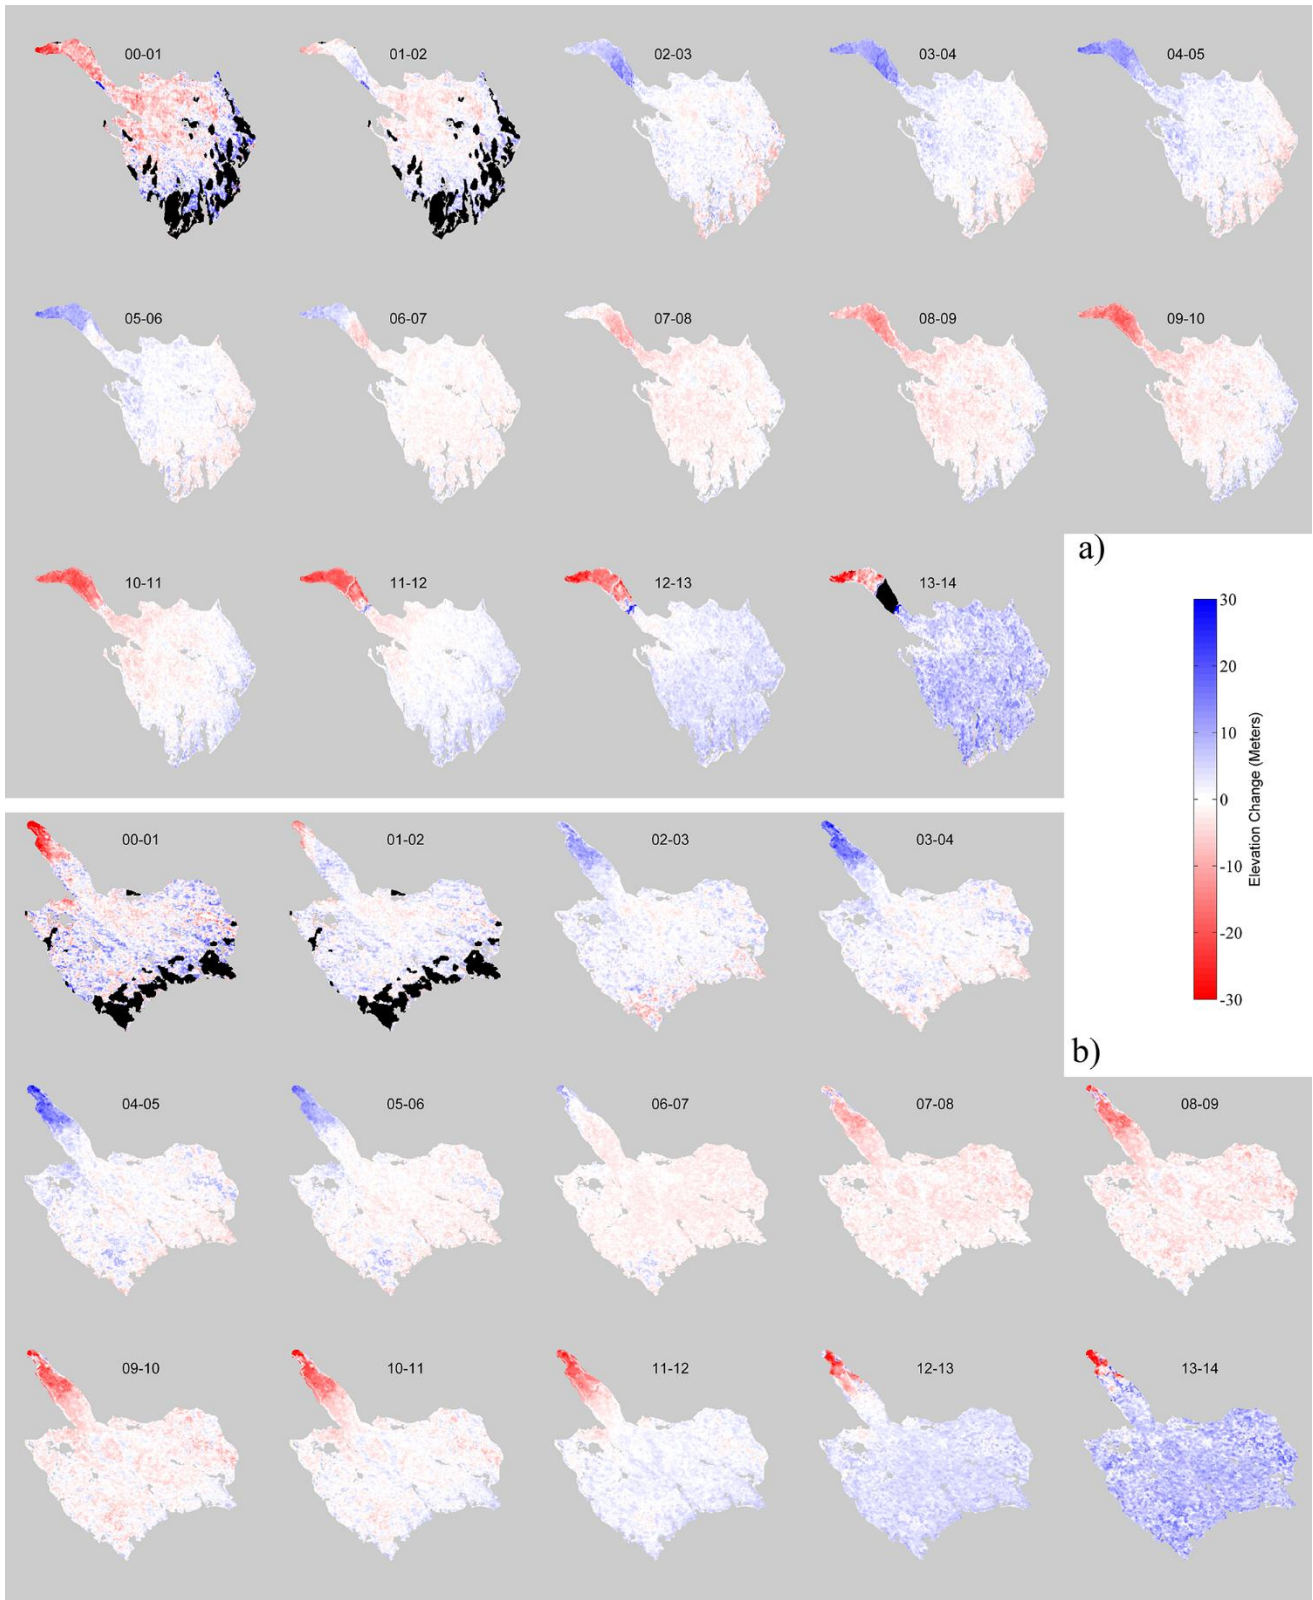 00-01 01-02 02-03 03-04 04-05
05-06 06-07 07-08 08-09 09-10
a)
10-11 11-12 12-13 13-14
30
20
10
0
-10
-20
-30
Elevation Change (Meters)
00-01 01-02 02-03 03-04
b)
04-05 05-06 06-07 07-08 08-09
09-10 10-11 11-12 12-13 13-14